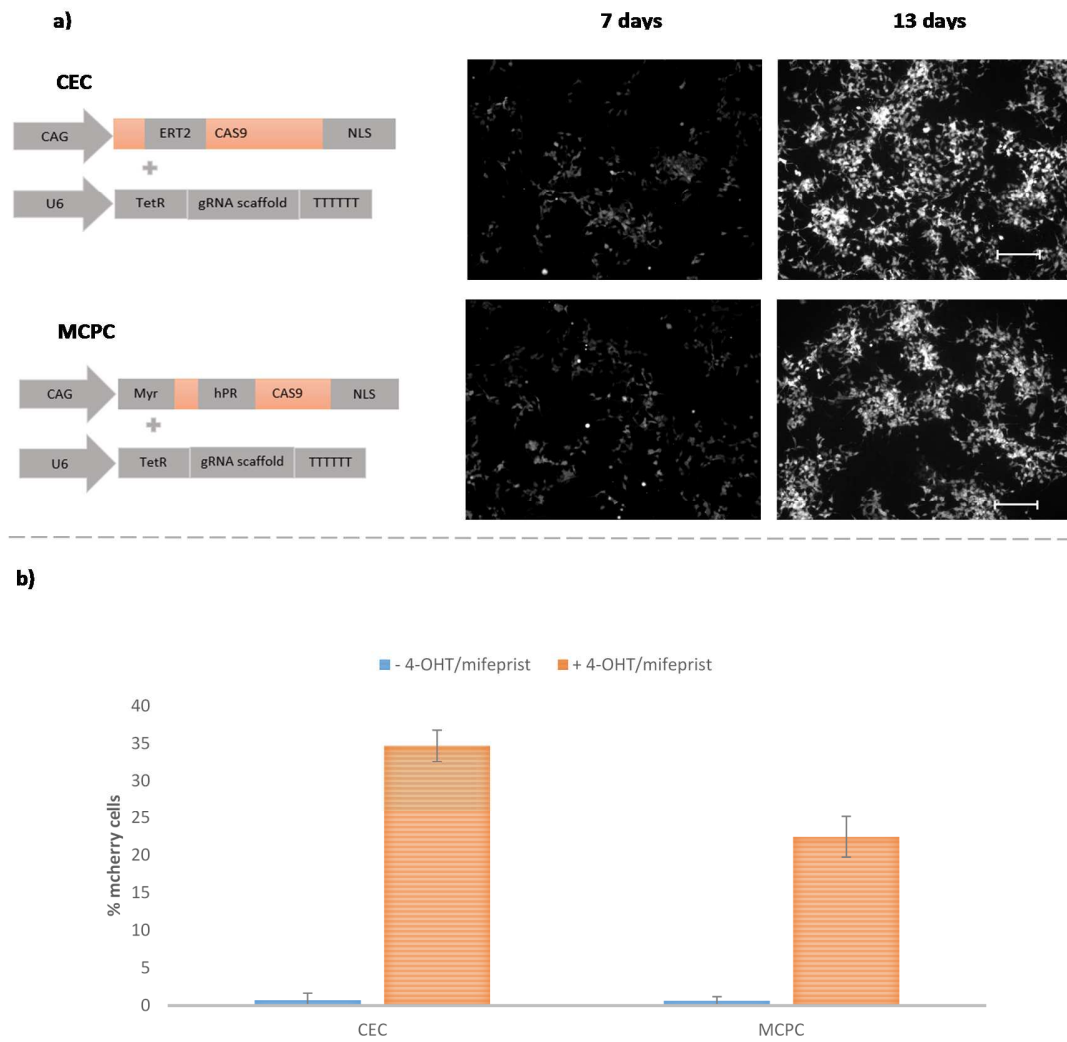 a)
7 days
13 days
CEC
CAG
ERT2
CAS9
NLS
U6
TetR
gRNA scaffold
TTTTTT
MCPC
CAG
Myr
hPR
CAS9
NLS
U6
TetR
gRNA scaffold
TTTTTT
b)
- 4-OHT/mifeprist
+ 4-OHT/mifeprist
% mcherry cells
40
35
30
25
20
15
10
5
0
CEC
MCPC